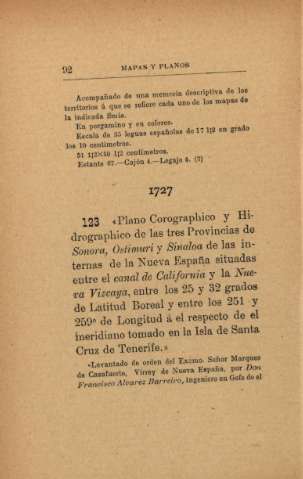 92 MAPAS Y PLANOS
Acompañado de una memoria descriptiva de los
territorios á que se refiere cada uno de los mapas de
la indicada Serie.
En pergamino y en colores.
Escala de 35 leguas españolas de 17 1|2 en grado
los 10 centímetros.
51 1|2×40 1|2 centímetros.
Estante 67.—Cajón 4.—Legajo 5. (?)
1727
123 «Plano Corographico y Hi-
drographico de las tres Provincias de
Sonora, Ostimuri y Sinaloa de las in-
ternas de la Nueva España situadas
entre el canal de California y la Nue-
va Vizcaya, entre los 25 y 32 grados
de Latitud Boreal y entre los 251 y
259º de Longitud á el respecto de el
meridiano tomado en la Isla de Santa
Cruz de Tenerife.»
«Levantado de orden del Excmo. Señor Marques
de Casafuerte, Virrey de Nueva España, por Don
Francisco Alvarez Barreiro, Ingeniero en Gefe de el